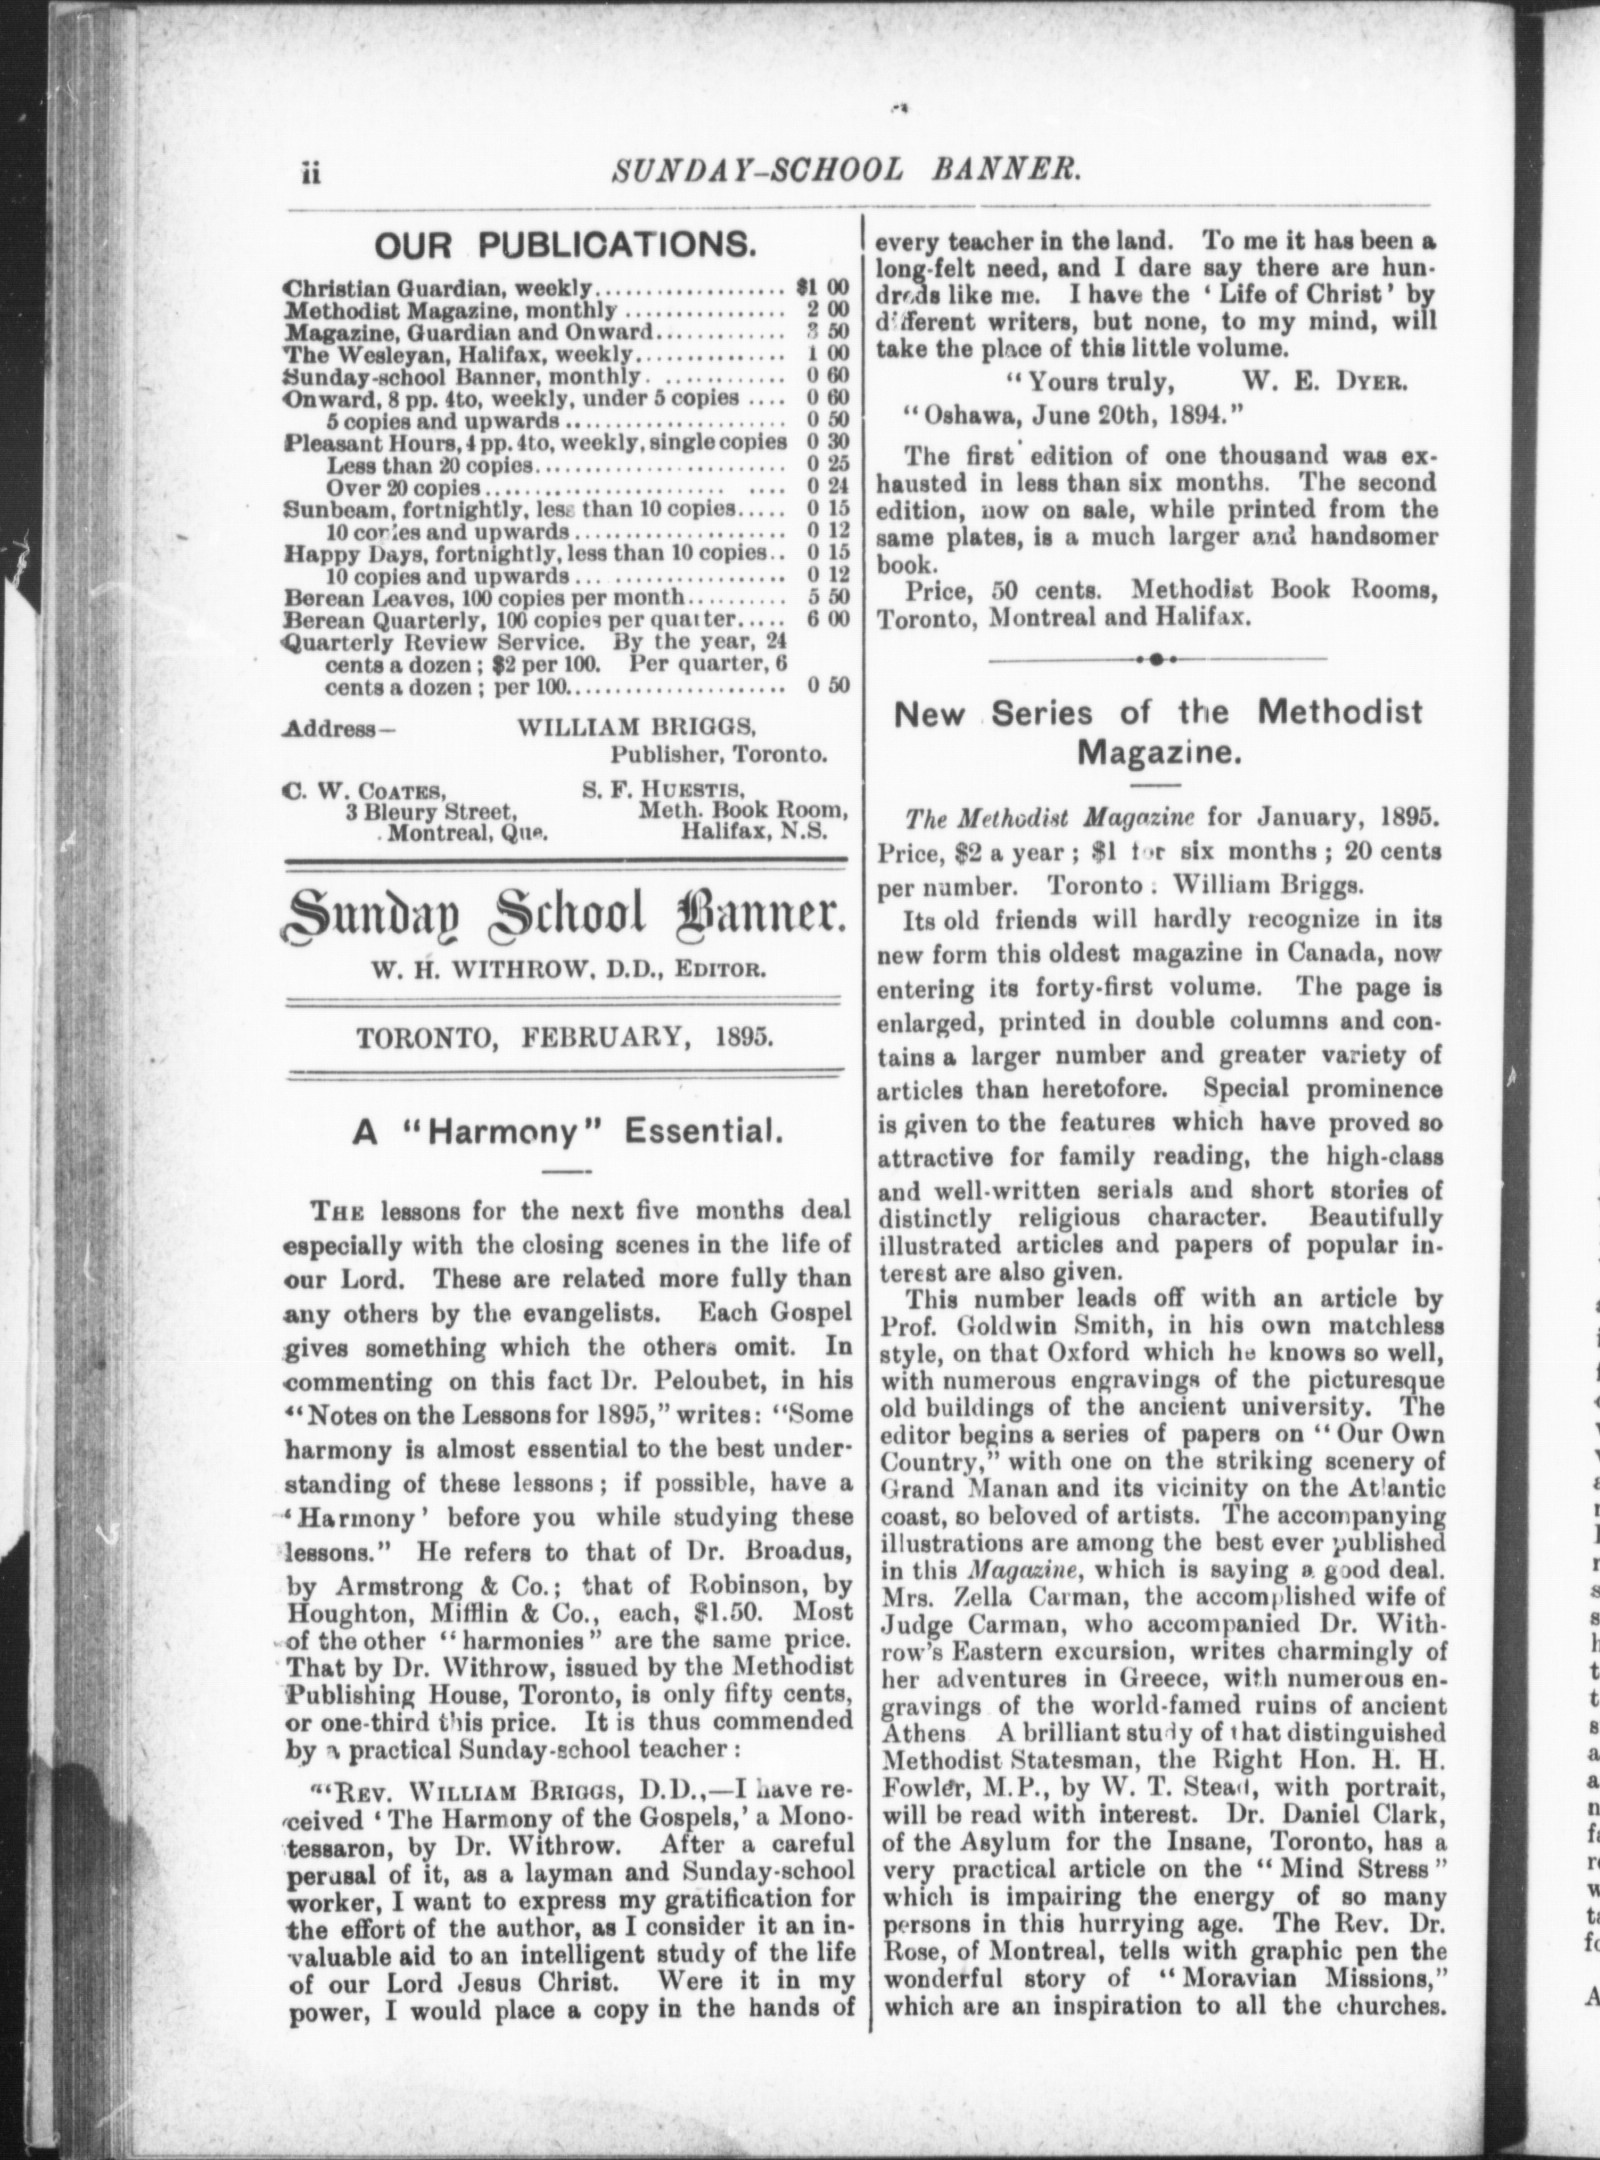 ii
SUNDAY-SCHOOL BANNER.
OUR PUBLICATIONS.
Christian Guardian, weekly................... $1 00
Methodist Magazine, monthly ................ 2 00
Magazine, Guardian and Onward............. 3 50
The Wesleyan, Halifax, weekly............... 1 00
Sunday-school Banner, monthly. ............ 0 60
Onward, 8 pp. 4to, weekly, under 5 copies .... 0 60
5 copies and upwards ...................... 0 50
Pleasant Hours, 4 pp. 4to, weekly, single copies 0 30
Less than 20 copies......................... 0 25
Over 20 copies........................ .... 0 24
Sunbeam, fortnightly, less than 10 copies..... 0 15
10 copies and upwards ..................... 0 12
Happy Days, fortnightly, less than 10 copies.. 0 15
10 copies and upwards ... .................. 0 12
Berean Leaves, 100 copies per month.......... 5 50
Berean Quarterly, 100 copies per quarter..... 6 00
Quarterly Review Service. By the year, 24
cents a dozen; $2 per 100. Per quarter, 6
cents a dozen; per 100...................... 0 50
Address—
WILLIAM BRIGGS,
Publisher, Toronto.
C. W. COATES,
3 Bleury Street,
Montreal, Que.
S. F. HUESTIS,
Meth. Book Room,
Halifax, N.S.
Sunday School Banner.
W. H. WITHROW, D.D., EDITOR.
TORONTO, FEBRUARY, 1895.
A "Harmony" Essential.
THE lessons for the next five months deal
especially with the closing scenes in the life of
our Lord. These are related more fully than
any others by the evangelists. Each Gospel
gives something which the others omit. In
commenting on this fact Dr. Peloubet, in his
"Notes on the Lessons for 1895," writes: "Some
harmony is almost essential to the best under-
standing of these lessons; if possible, have a
'Harmony' before you while studying these
lessons." He refers to that of Dr. Broadus,
by Armstrong & Co.; that of Robinson, by
Houghton, Mifflin & Co., each, $1.50. Most
of the other "harmonies" are the same price.
That by Dr. Withrow, issued by the Methodist
Publishing House, Toronto, is only fifty cents,
or one-third this price. It is thus commended
by a practical Sunday-school teacher:
"'REV. WILLIAM BRIGGS, D.D.,—I have re-
ceived 'The Harmony of the Gospels,' a Mono-
tessaron, by Dr. Withrow. After a careful
perusal of it, as a layman and Sunday-school
worker, I want to express my gratification for
the effort of the author, as I consider it an in-
valuable aid to an intelligent study of the life
of our Lord Jesus Christ. Were it in my
power, I would place a copy in the hands of
every teacher in the land. To me it has been a
long-felt need, and I dare say there are hun-
dreds like me. I have the 'Life of Christ' by
different writers, but none, to my mind, will
take the place of this little volume.
"Yours truly, W. E. DYER.
"Oshawa, June 20th, 1894."
The first edition of one thousand was ex-
hausted in less than six months. The second
edition, now on sale, while printed from the
same plates, is a much larger and handsomer
book.
Price, 50 cents. Methodist Book Rooms,
Toronto, Montreal and Halifax.
New Series of the Methodist
Magazine.
The Methodist Magazine for January, 1895.
Price, $2 a year; $1 for six months; 20 cents
per number. Toronto: William Briggs.
Its old friends will hardly recognize in its
new form this oldest magazine in Canada, now
entering its forty-first volume. The page is
enlarged, printed in double columns and con-
tains a larger number and greater variety of
articles than heretofore. Special prominence
is given to the features which have proved so
attractive for family reading, the high-class
and well-written serials and short stories of
distinctly religious character. Beautifully
illustrated articles and papers of popular in-
terest are also given.
This number leads off with an article by
Prof. Goldwin Smith, in his own matchless
style, on that Oxford which he knows so well,
with numerous engravings of the picturesque
old buildings of the ancient university. The
editor begins a series of papers on "Our Own
Country," with one on the striking scenery of
Grand Manan and its vicinity on the Atlantic
coast, so beloved of artists. The accompanying
illustrations are among the best ever published
in this Magazine, which is saying a good deal.
Mrs. Zella Carman, the accomplished wife of
Judge Carman, who accompanied Dr. With-
row's Eastern excursion, writes charmingly of
her adventures in Greece, with numerous en-
gravings of the world-famed ruins of ancient
Athens A brilliant study of that distinguished
Methodist Statesman, the Right Hon. H. H.
Fowler, M.P., by W. T. Stead, with portrait,
will be read with interest. Dr. Daniel Clark,
of the Asylum for the Insane, Toronto, has a
very practical article on the "Mind Stress"
which is impairing the energy of so many
persons in this hurrying age. The Rev. Dr.
Rose, of Montreal, tells with graphic pen the
wonderful story of "Moravian Missions,"
which are an inspiration to all the churches.